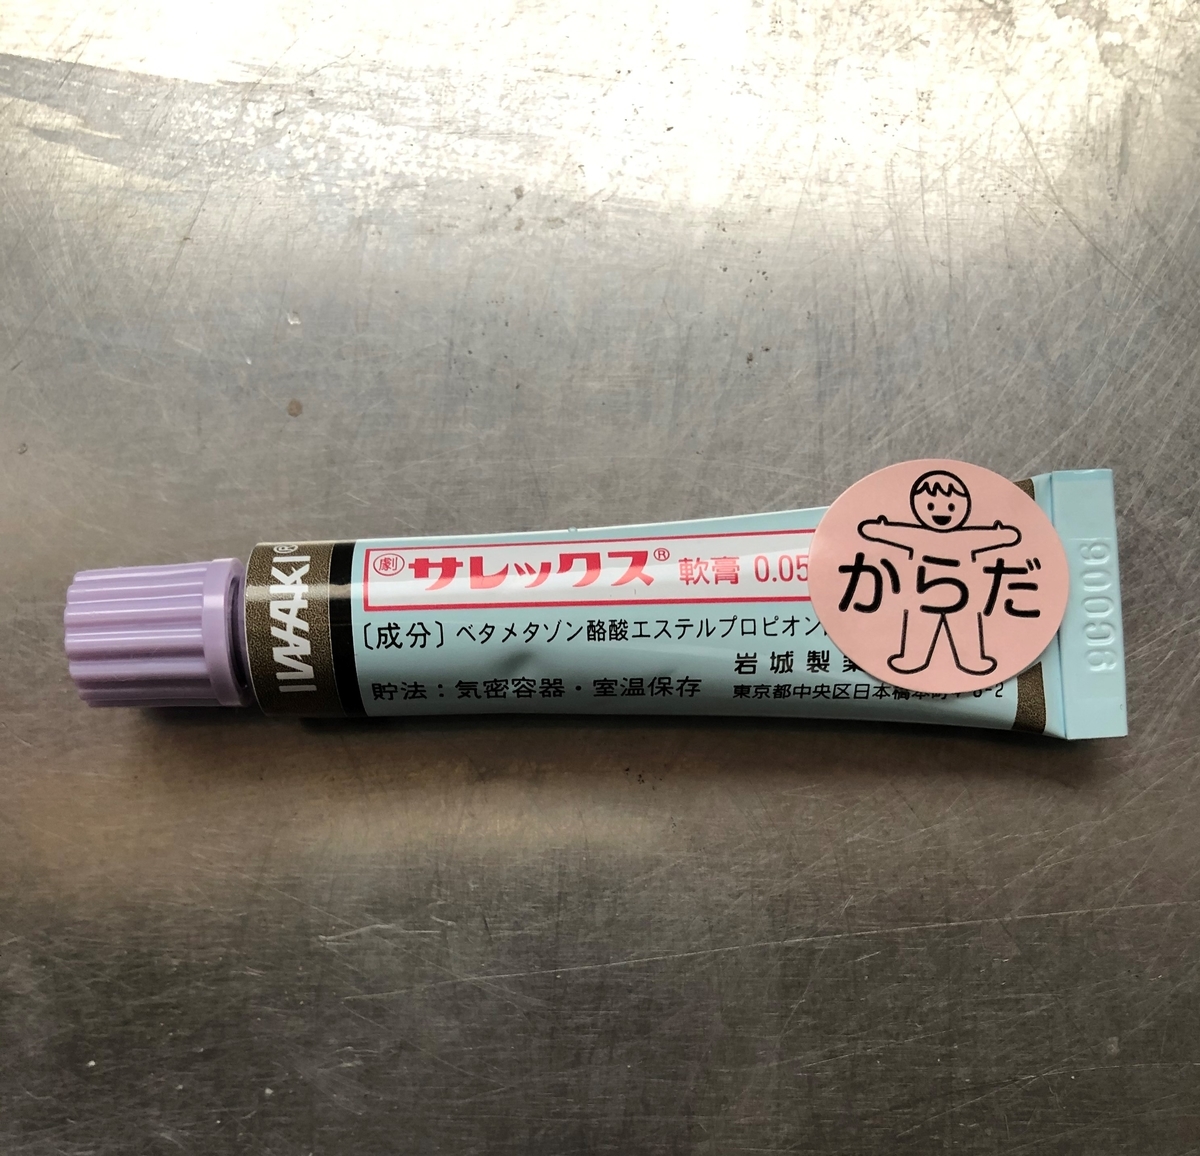 IWAKI®
劇 サレックス® 軟膏 0.05
〔成分〕ベタメタゾン酪酸エステルプロピオン
岩城製薬
貯法：気密容器・室温保存
東京都中央区日本橋本町
からだ
9C006